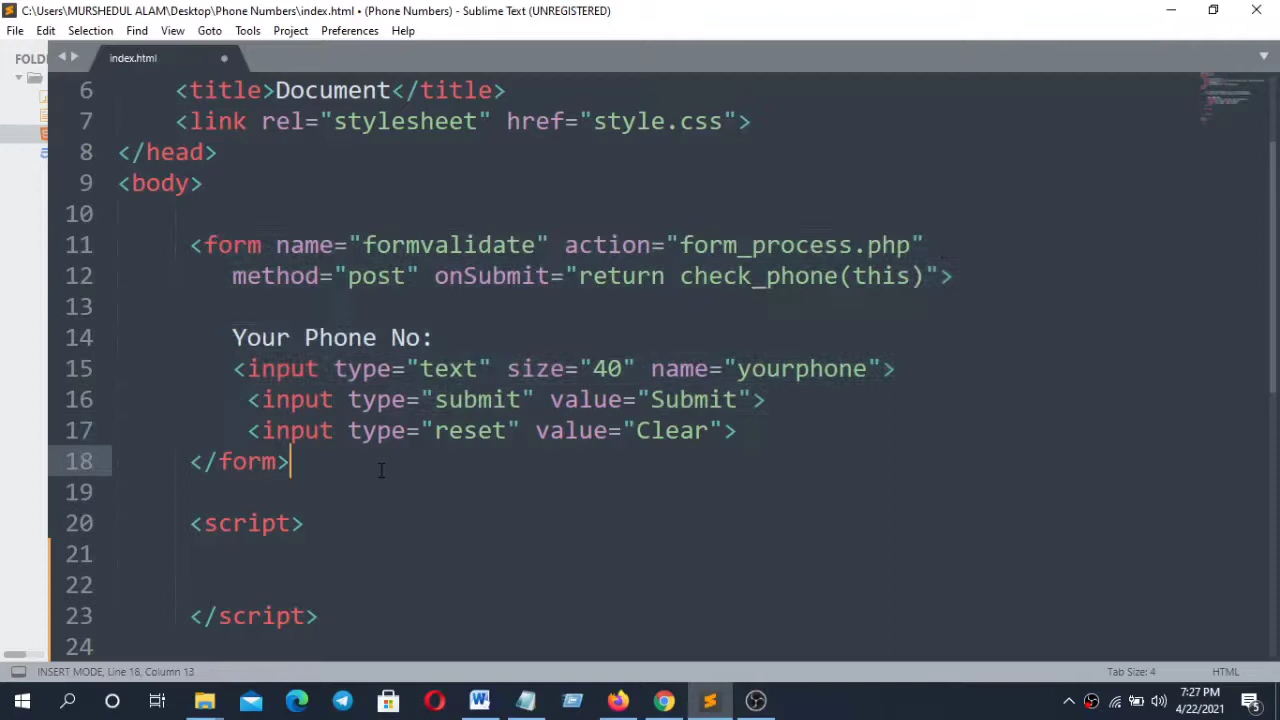 C:\Users\MURSHEDUL ALAM\Desktop\Phone Numbers\index.html • (Phone Numbers) - Sublime Text (UNREGISTERED)
File Edit Selection Find View Goto Tools Project Preferences Help
FOLD
index.html
6 <title>Document</title>
7 <link rel="stylesheet" href="style.css">
8 </head>
9 <body>
10
11 <form name="formvalidate" action="form_process.php"
12 method="post" onSubmit="return check_phone(this)">
13
14 Your Phone No:
15 <input type="text" size="40" name="yourphone">
16 <input type="submit" value="Submit">
17 <input type="reset" value="Clear">
18 </form>
19
20 <script>
21
22
23 </script>
24
INSERT MODE, Line 18, Column 13 Tab Size: 4 HTML
7:27 PM
4/22/2021
5